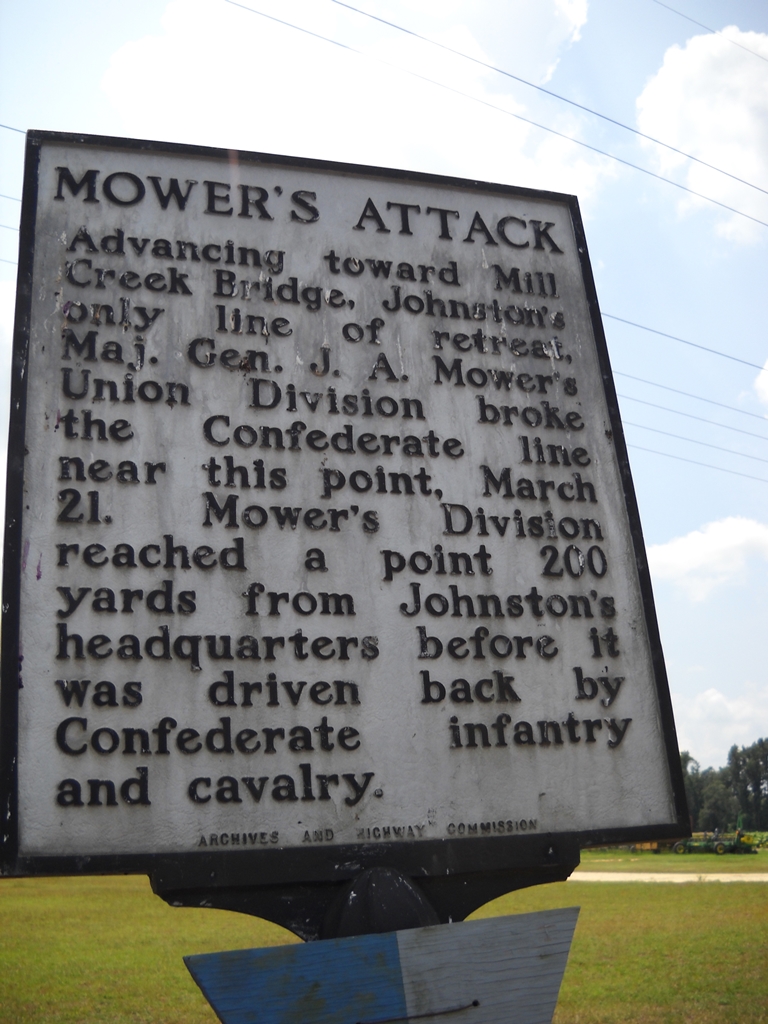 MOWER'S ATTACK
Advancing toward Mill
Creek Bridge, Johnston's
only line of retreat,
Maj. Gen. J. A. Mower's
Union Division broke
the Confederate line
near this point, March
21. Mower's Division
reached a point 200
yards from Johnston's
headquarters before it
was driven back by
Confederate infantry
and cavalry.
ARCHIVES AND HIGHWAY COMMISSION